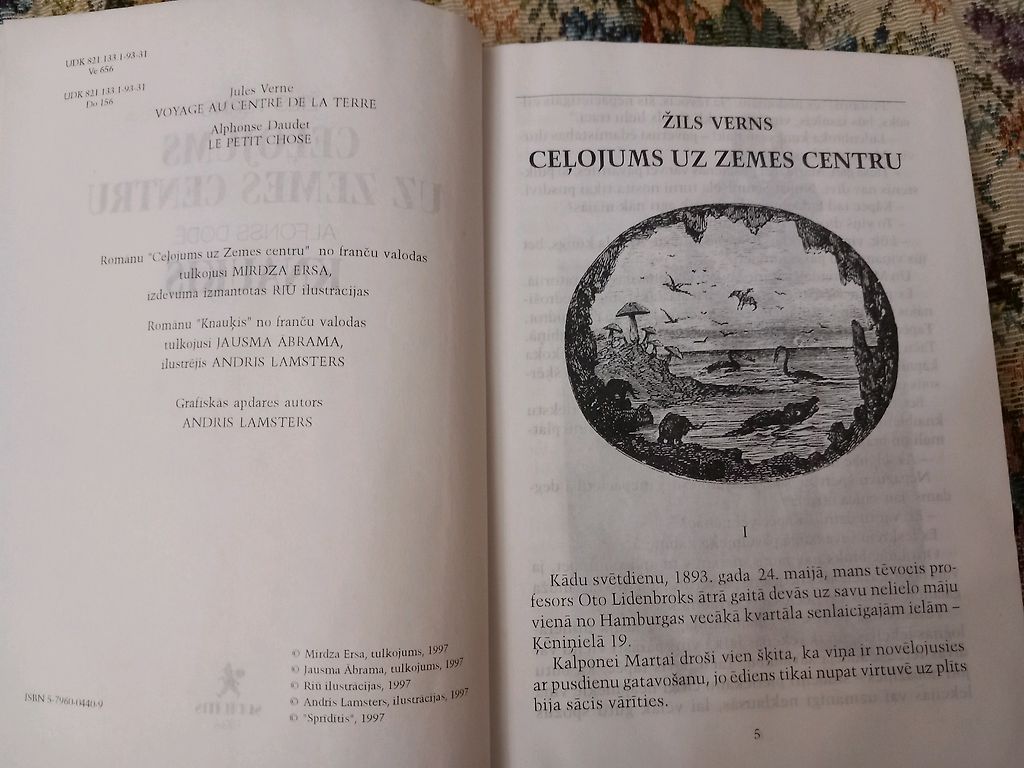 UDK 821 133.1-93-31
Ve 656
UDK 821 133.1-93-31
Do 156
Jules Verne
VOYAGE AU CENTRE DE LA TERRE
Alphonse Daudet
LE PETIT CHOSE
Romānu "Ceļojums uz Zemes centru" no franču valodas
tulkojusi MIRDZA ERSA,
izdevumā izmantotas RIŪ ilustrācijas
Romānu "Knauķis" no franču valodas
tulkojusi JAUSMA ĀBRAMA,
ilustrējis ANDRIS LAMSTERS
Grafiskās apdares autors
ANDRIS LAMSTERS
© Mirdza Ersa, tulkojums, 1997
© Jausma Ābrama, tulkojums, 1997
© Riū ilustrācijas, 1997
© Andris Lamsters, ilustrācijas, 1997
© "Sprīdītis", 1997
ISBN 5-7960-0440-9
ŽILS VERNS
CEĻOJUMS UZ ZEMES CENTRU
I
Kādu svētdienu, 1893. gada 24. maijā, mans tēvocis pro-
fesors Oto Lidenbroks ātrā gaitā devās uz savu nelielo māju
vienā no Hamburgas vecākā kvartāla senlaicīgajām ielām –
Ķēniņielā 19.
Kalponei Martai droši vien šķita, ka viņa ir novēlojusies
ar pusdienu gatavošanu, jo ēdiens tikai nupat virtuvē uz plīts
bija sācis vārīties.
5